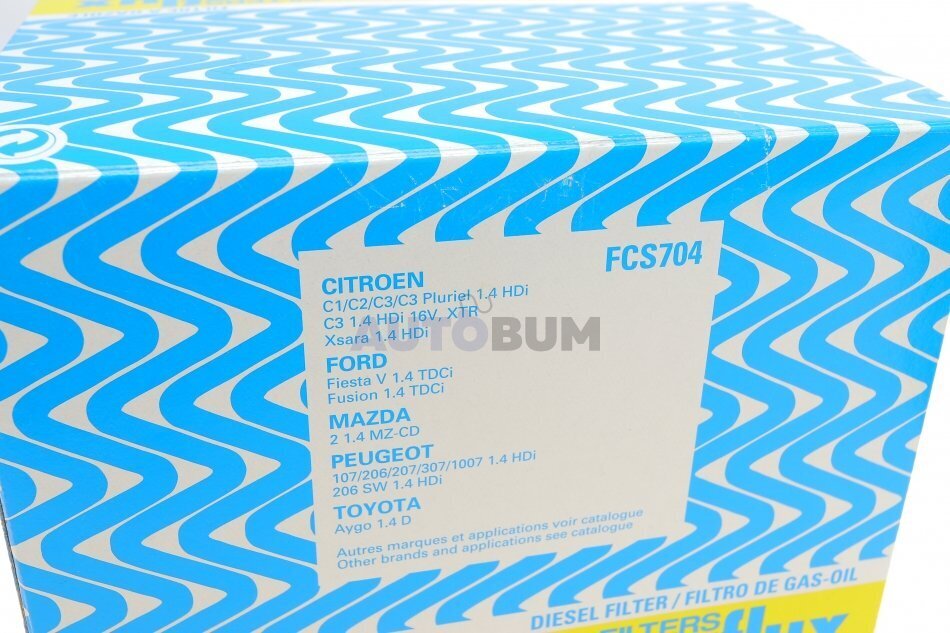 FCS704
CITROEN
C1/C2/C3/C3 Pluriel 1.4 HDi
C3 1.4 HDi 16V, XTR
Xsara 1.4 HDi
AUTOBUM
FORD
Fiesta V 1.4 TDCi
Fusion 1.4 TDCi
MAZDA
2 1.4 MZ-CD
PEUGEOT
107/206/207/307/1007 1.4 HDi
206 SW 1.4 HDi
TOYOTA
Aygo 1.4 D
Autres marques et applications voir catalogue
Other brands and applications see catalogue
DIESEL FILTER / FILTRO DE GAS-OIL
FILTERS